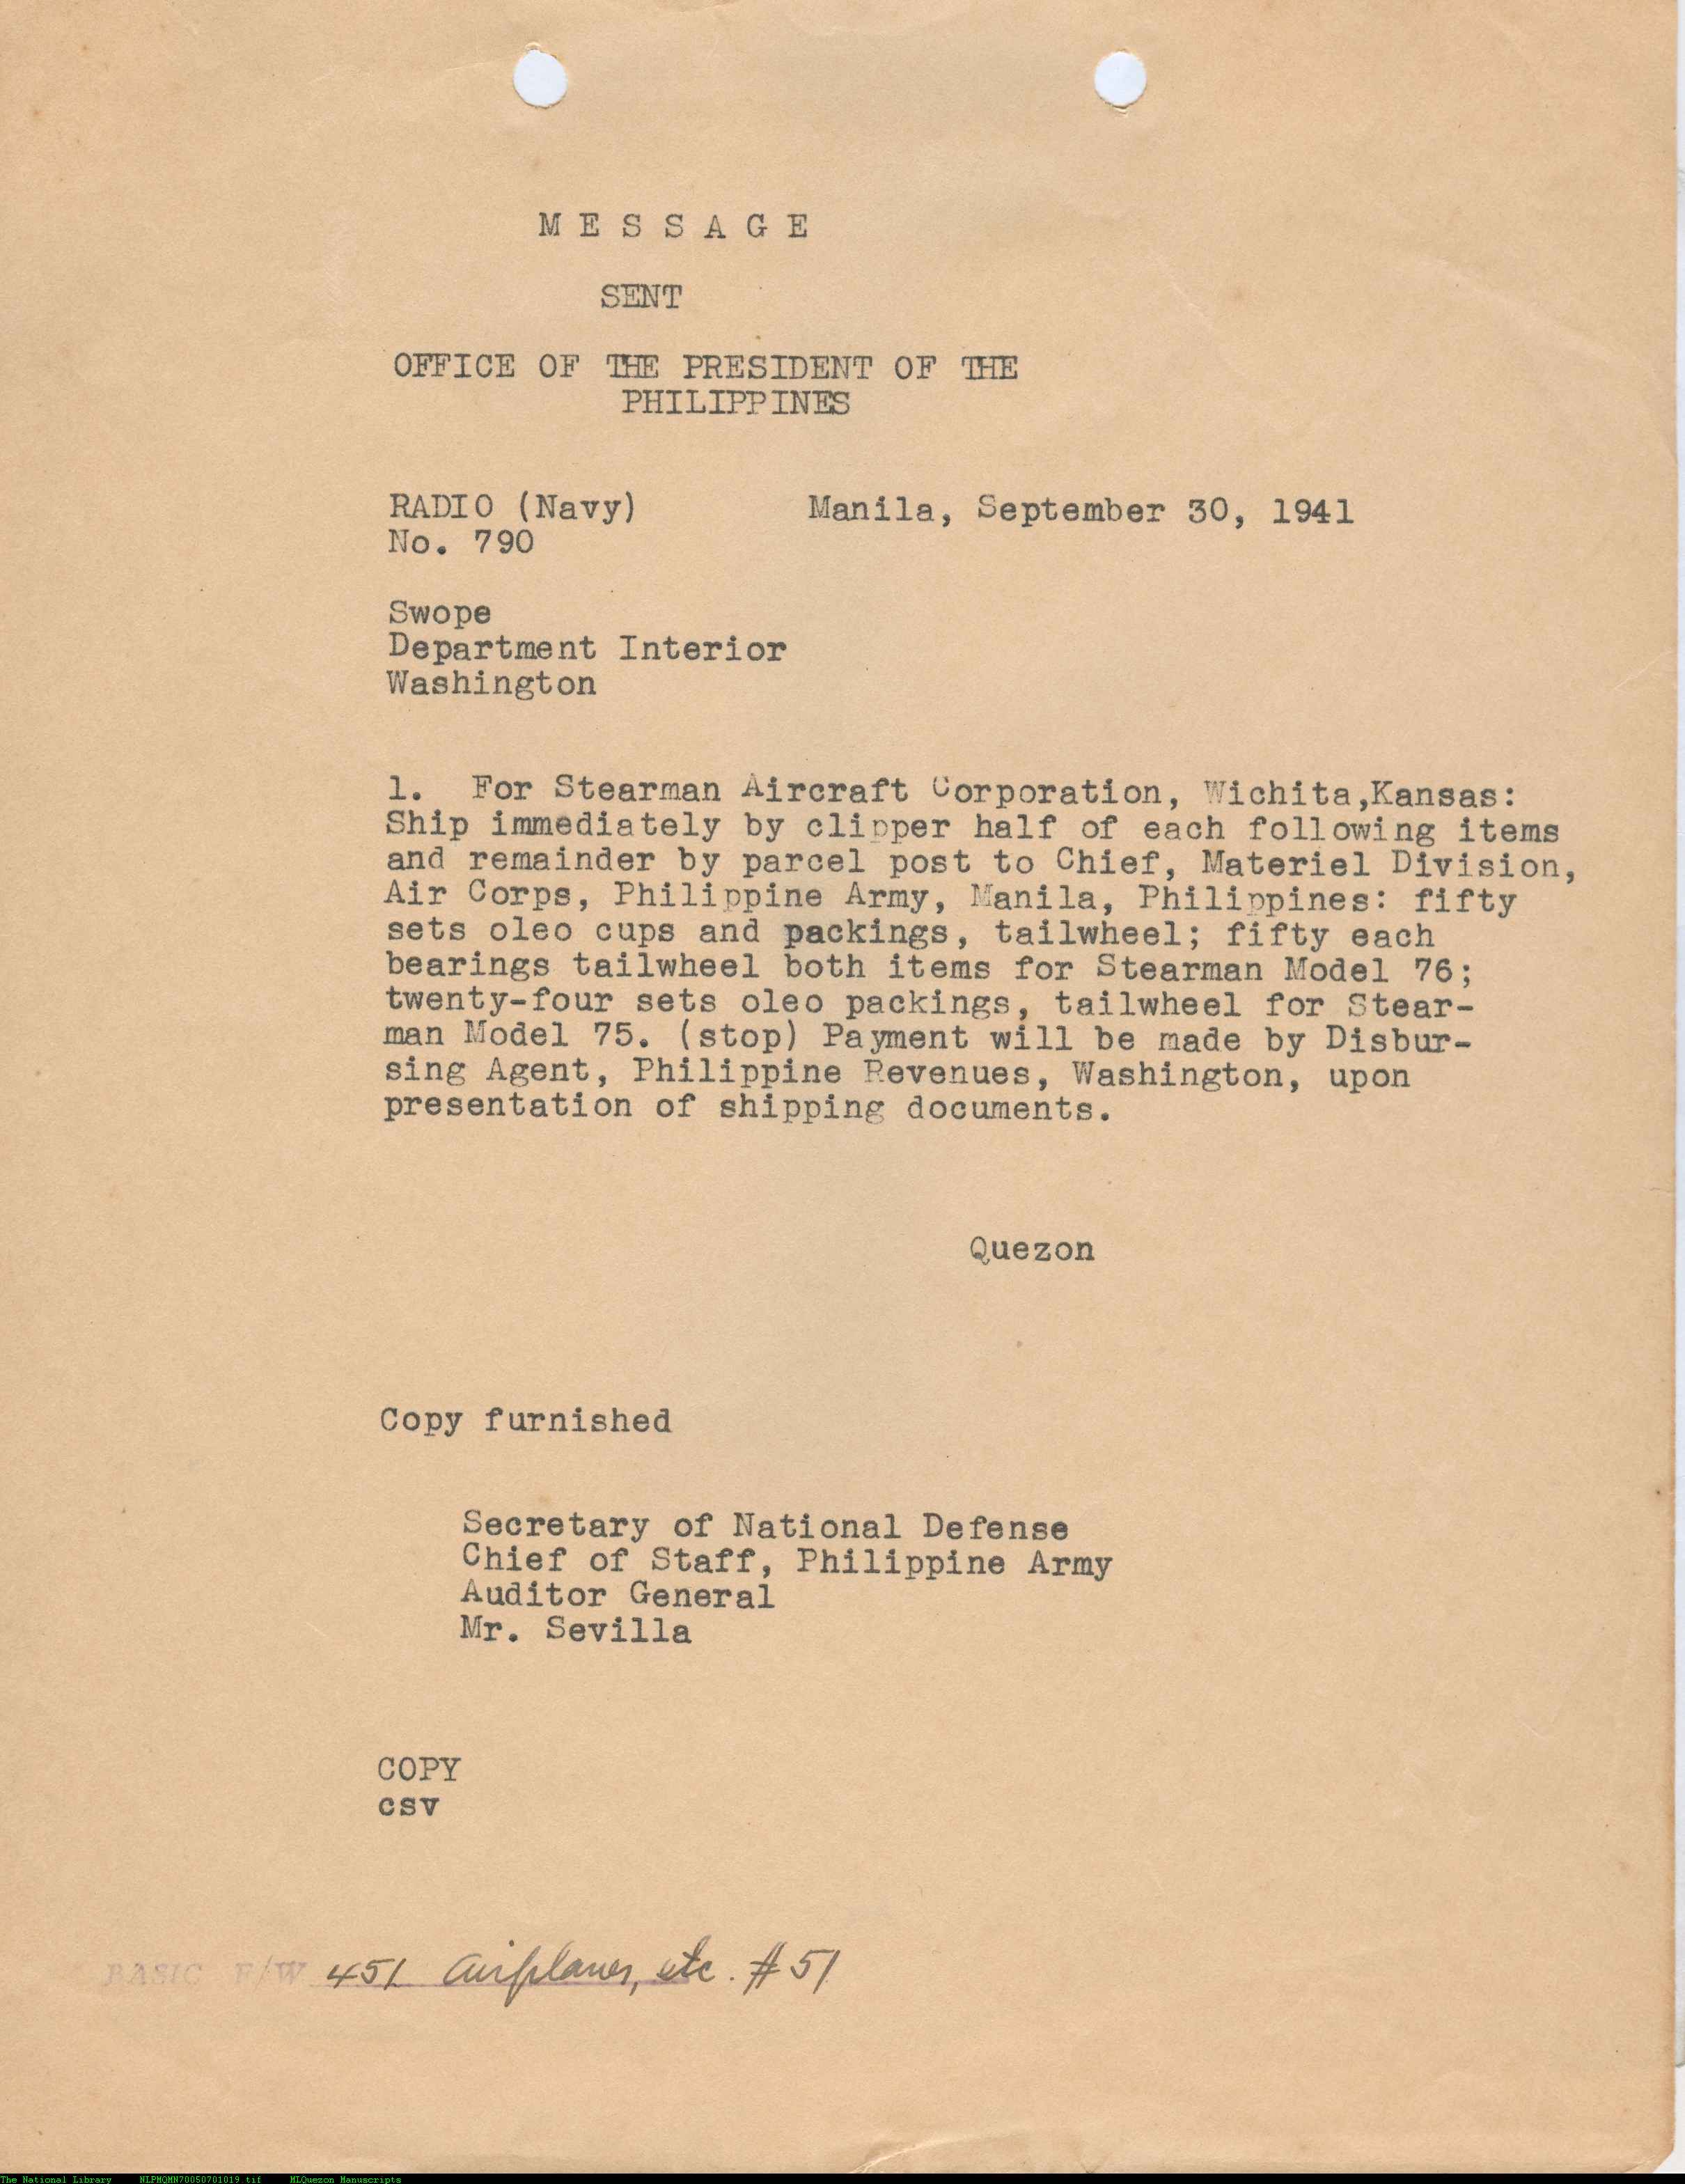 M E S S A G E
SENT
OFFICE OF THE PRESIDENT OF THE
PHILIPPINES
RADIO (Navy)
Manila, September 30, 1941
No. 790
Swope
Department Interior
Washington
1. For Stearman Aircraft Corporation, Wichita,Kansas:
Ship immediately by clipper half of each following items
and remainder by parcel post to Chief, Materiel Division,
Air Corps, Philippine Army, Manila, Philippines: fifty
sets oleo cups and packings, tailwheel; fifty each
bearings tailwheel both items for Stearman Model 76;
twenty-four sets oleo packings, tailwheel for Stear-
man Model 75. (stop) Payment will be made by Disbur-
sing Agent, Philippine Revenues, Washington, upon
presentation of shipping documents.
Quezon
Copy furnished
Secretary of National Defense
Chief of Staff, Philippine Army
Auditor General
Mr. Sevilla
COPY
csv
BASIC F/W 451 Airplanes, etc. #51
The National Library NLPMQMN70050701019.tif MLQuezon Manuscripts